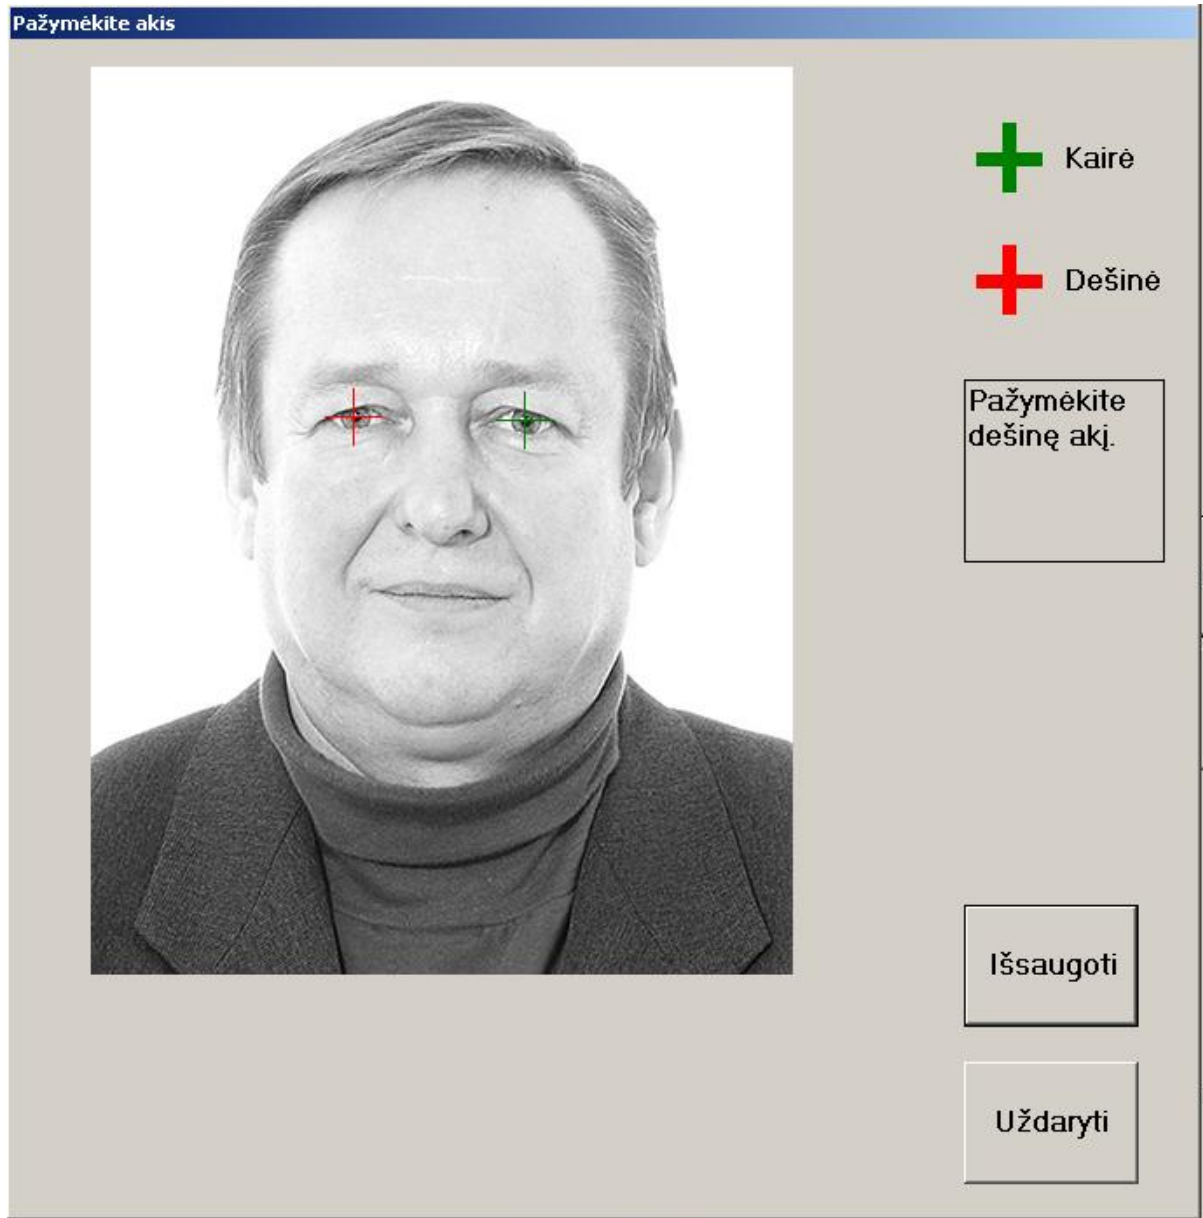 Pažymėkite akis
Kairė
Dešinė
Pažymėkite
dešinę akį.
Išsaugoti
Uždaryti